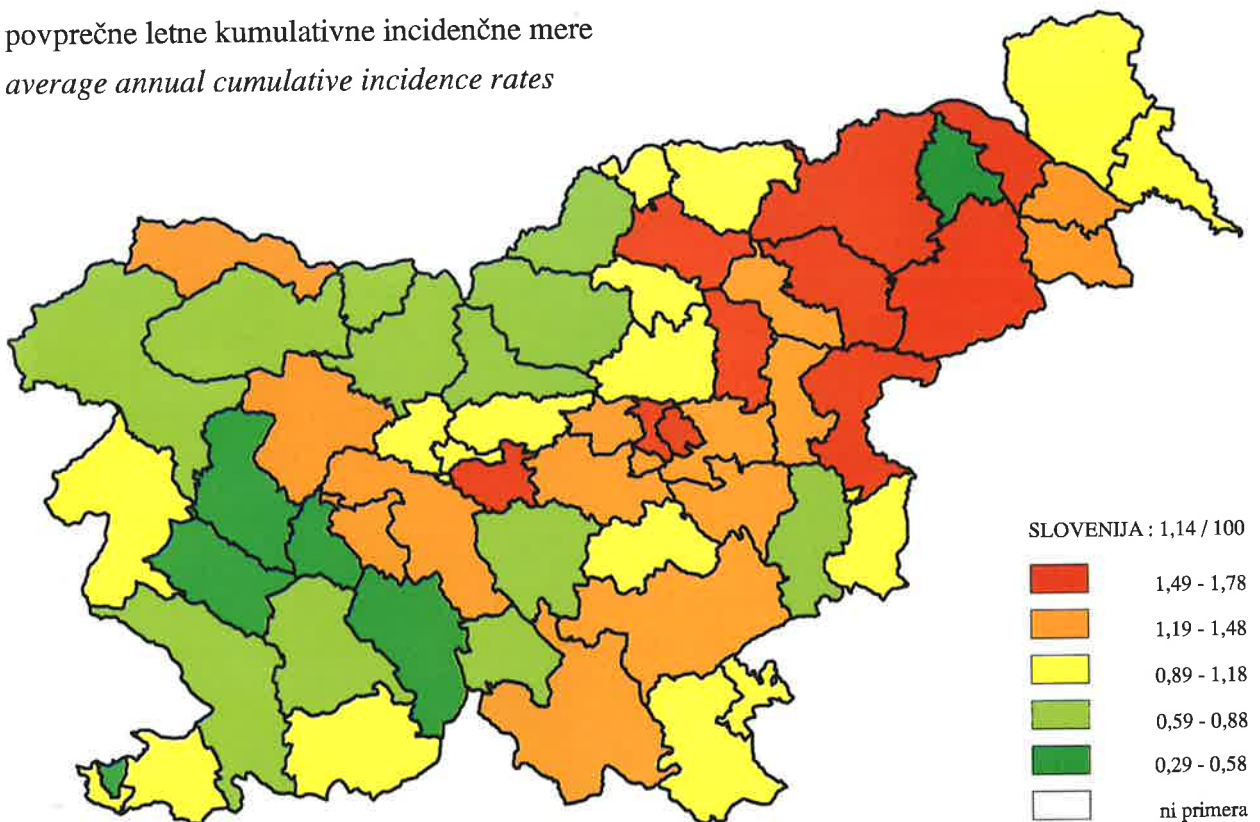 povprečne letne kumulativne incidenčne mere
average annual cumulative incidence rates
SLOVENIJA : 1,14 / 100
1,49 - 1,78
1,19 - 1,48
0,89 - 1,18
0,59 - 0,88
0,29 - 0,58
ni primera